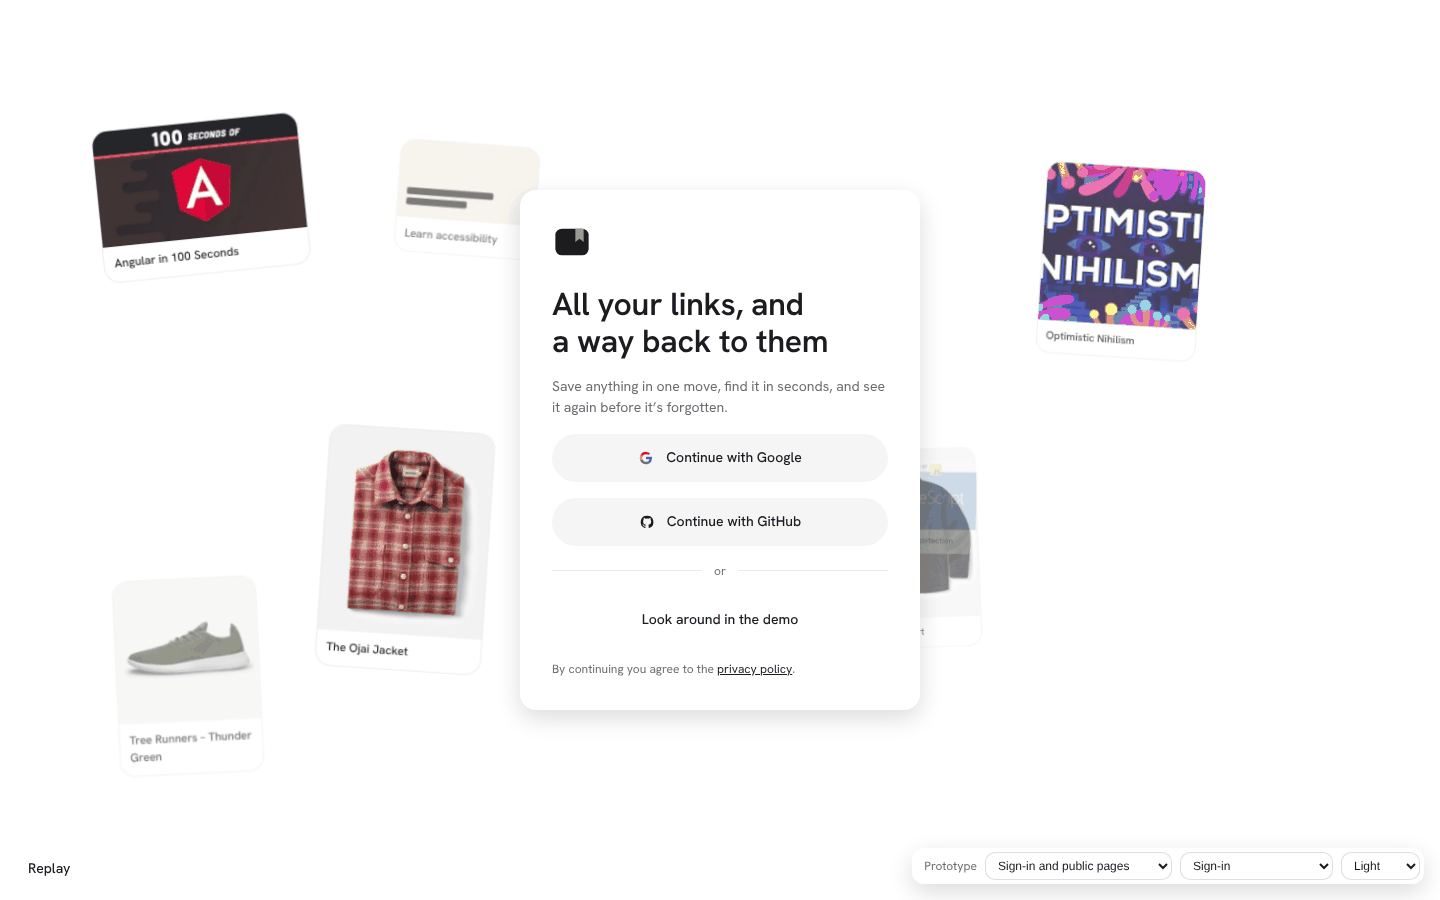 100 SECONDS OF
Angular in 100 Seconds
Learn accessibility
PTIMISTI
NIHILISM
Optimistic Nihilism
All your links, and
a way back to them
Save anything in one move, find it in seconds, and see
it again before it’s forgotten.
Continue with Google
Continue with GitHub
or
Look around in the demo
By continuing you agree to the privacy policy.
The Ojai Jacket
Tree Runners - Thunder
Green
Replay
Prototype
Sign-in and public pages
Sign-in
Light